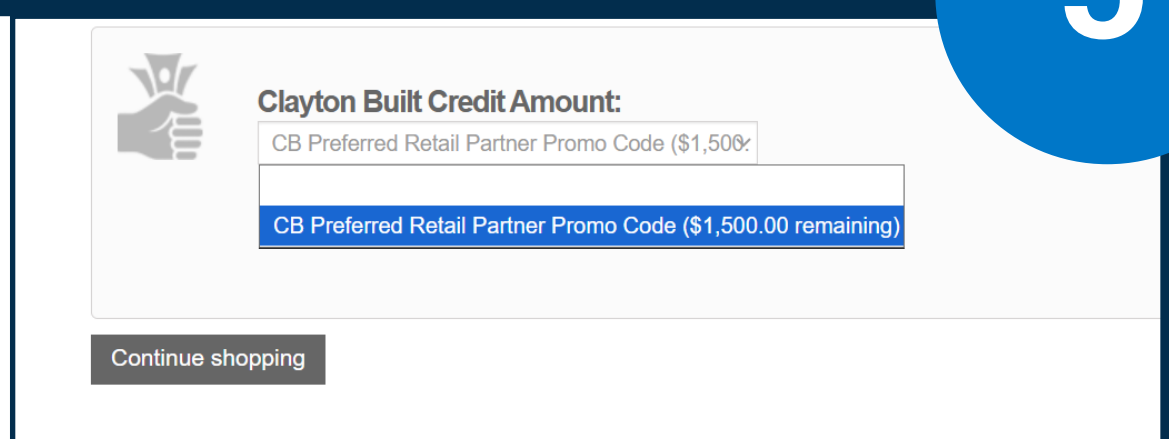 Clayton Built Credit Amount:
CB Preferred Retail Partner Promo Code ($1,500.
CB Preferred Retail Partner Promo Code ($1,500.00 remaining)
Continue shopping